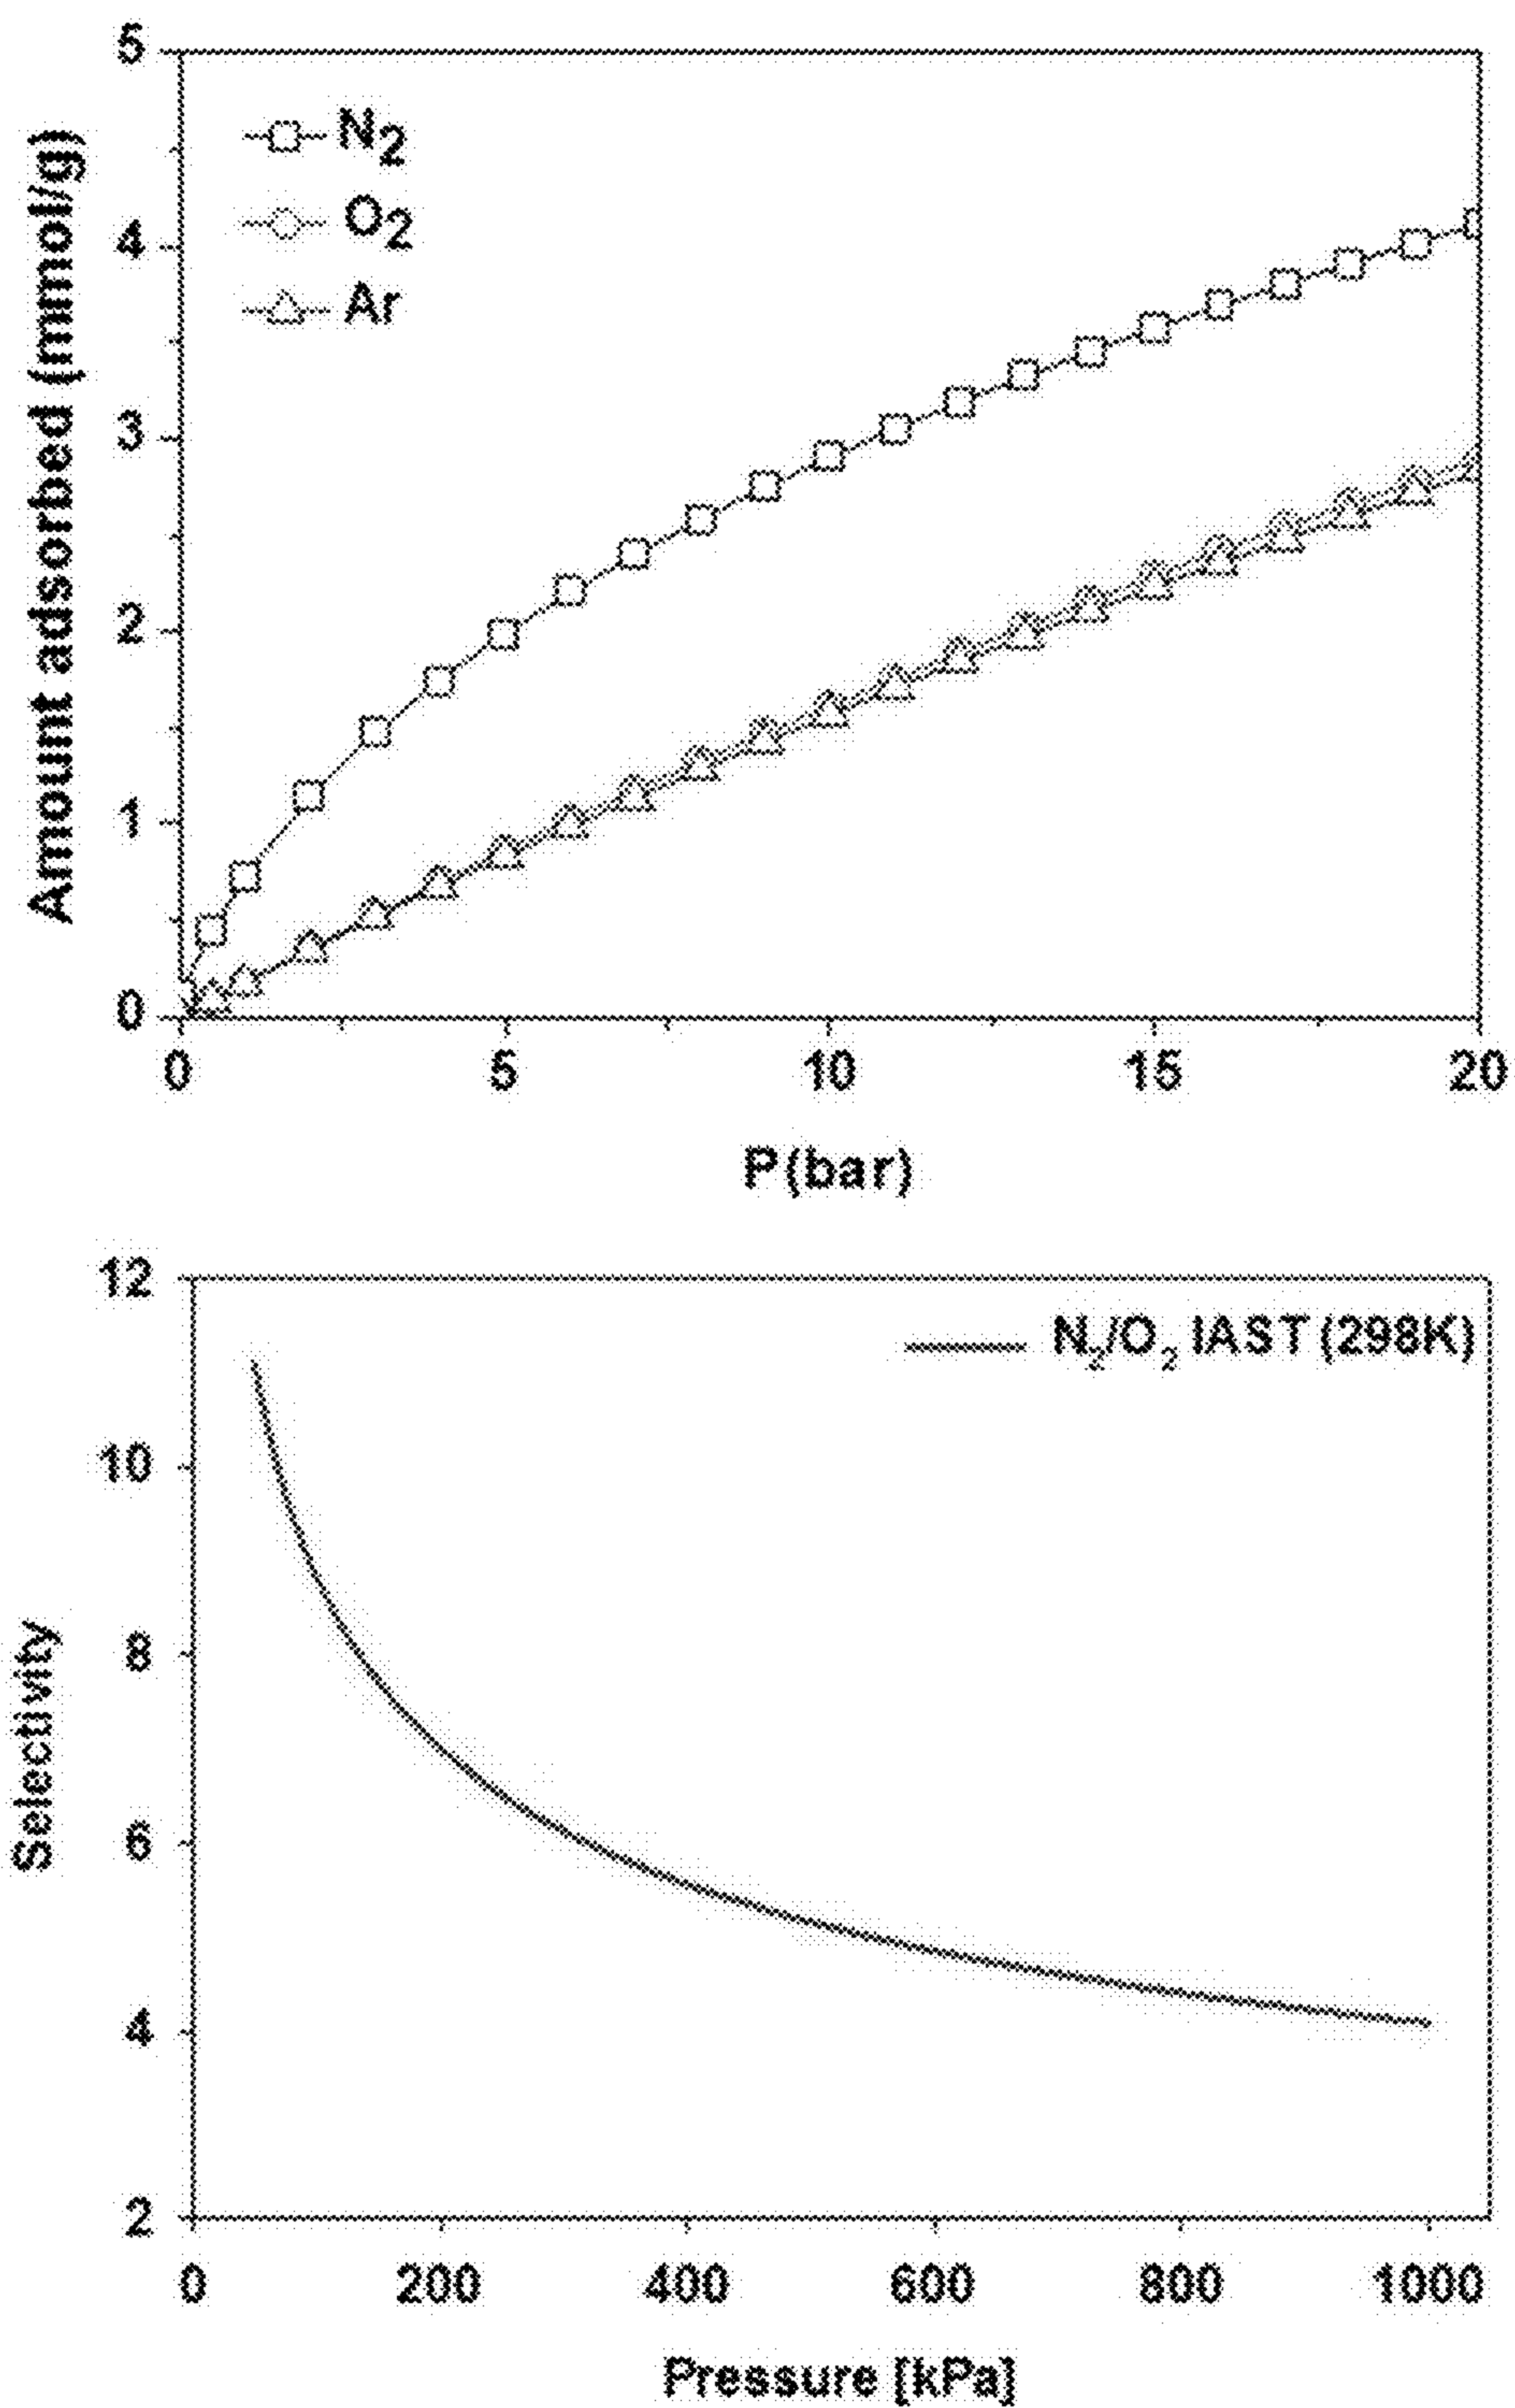 Amount adsorbed (mmol/g)
5
4
3
2
1
0
N₂
O₂
Ar
0 5 10 15 20
P(bar)
Selectivity
12
10
8
6
4
2
N₂/O₂ IAST (298K)
0 200 400 600 800 1000
Pressure [kPa]